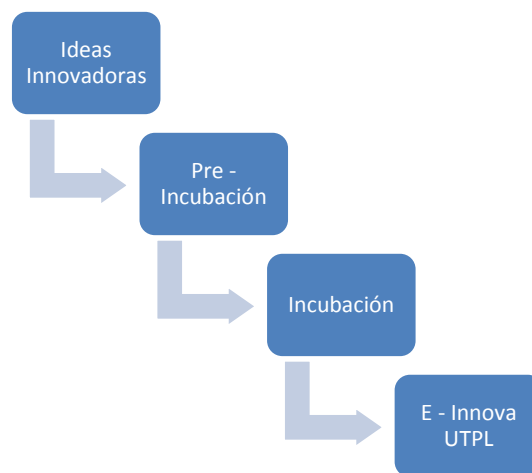 Ideas
Innovadoras
Pre -
Incubación
Incubación
E - Innova
UTPL